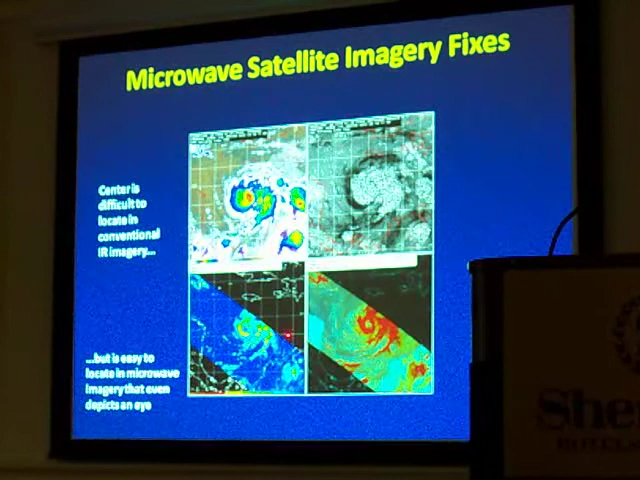 Microwave Satellite Imagery Fixes
Center is
difficult to
locate in
conventional
IR imagery...
...but is easy to
locate in microwave
imagery that even
depicts an eye
She
HOTEL